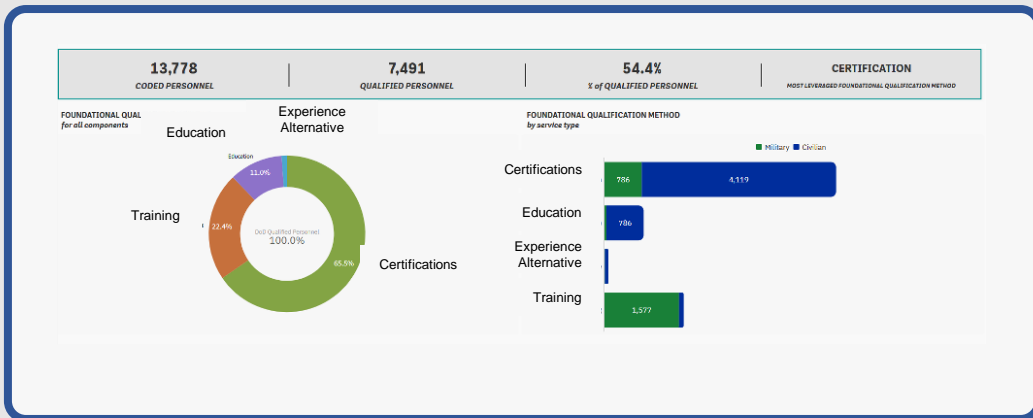 13,778
CODED PERSONNEL
7,491
QUALIFIED PERSONNEL
54.4%
% of QUALIFIED PERSONNEL
CERTIFICATION
MOST LEVERAGED FOUNDATIONAL QUALIFICATION METHOD
FOUNDATIONAL QUAL
for all components
Education
Experience
Alternative
Education
11.0%
Training
22.4%
DoD Qualified Personnel
100.0%
65.5%
Certifications
FOUNDATIONAL QUALIFICATION METHOD
by service type
Military Civilian
Certifications
786
4,119
Education
786
Experience
Alternative
Training
1,577